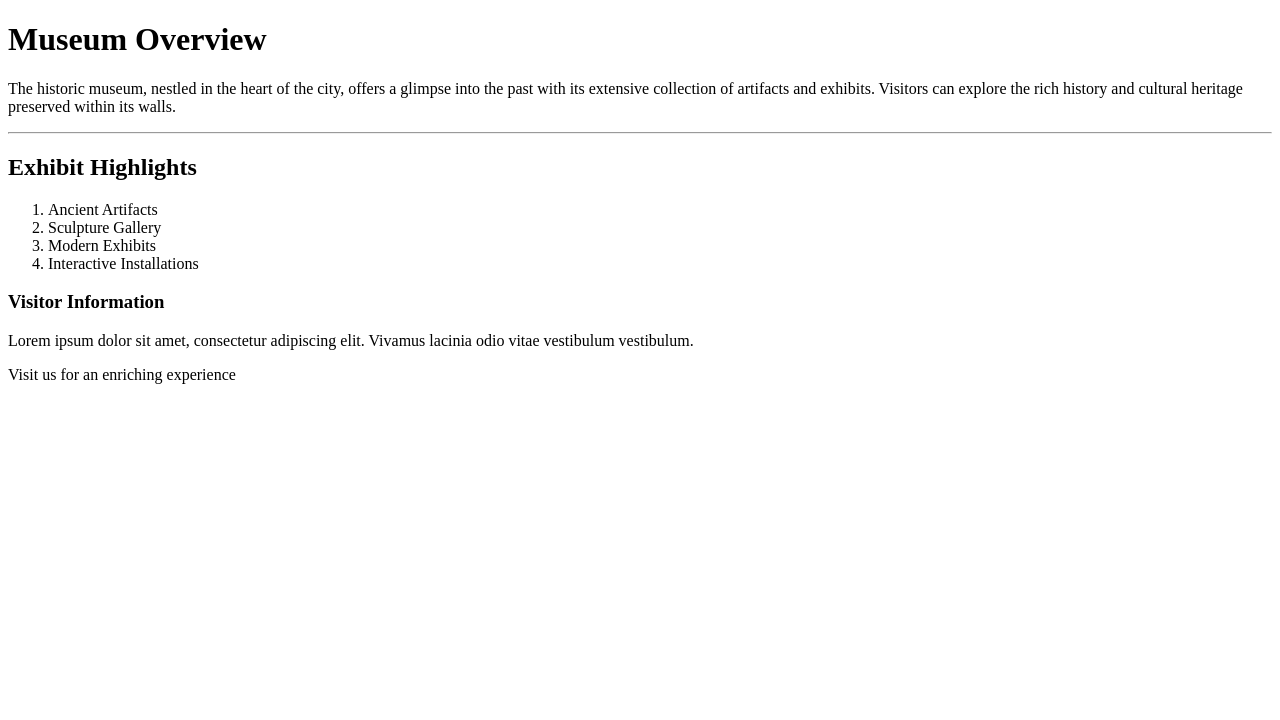 Museum Overview
The historic museum, nestled in the heart of the city, offers a glimpse into the past with its extensive collection of artifacts and exhibits. Visitors can explore the rich history and cultural heritage
preserved within its walls.
Exhibit Highlights
1. Ancient Artifacts
2. Sculpture Gallery
3. Modern Exhibits
4. Interactive Installations
Visitor Information
Lorem ipsum dolor sit amet, consectetur adipiscing elit. Vivamus lacinia odio vitae vestibulum vestibulum.
Visit us for an enriching experience